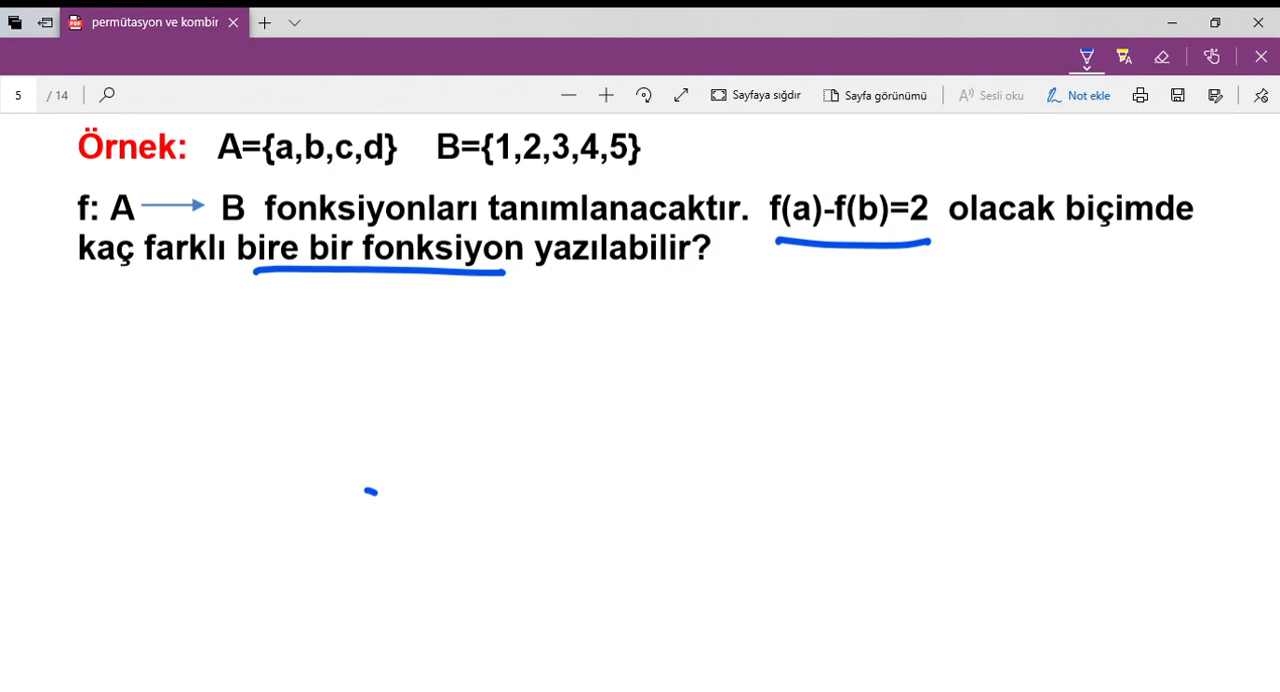 permütasyon ve kombir
5 / 14
Sayfaya sığdır
Sayfa görünümü
Sesli oku
Not ekle
Örnek: A={a,b,c,d} B={1,2,3,4,5}
f: A B fonksiyonları tanımlanacaktır. f(a)-f(b)=2 olacak biçimde
kaç farklı bire bir fonksiyon yazılabilir?